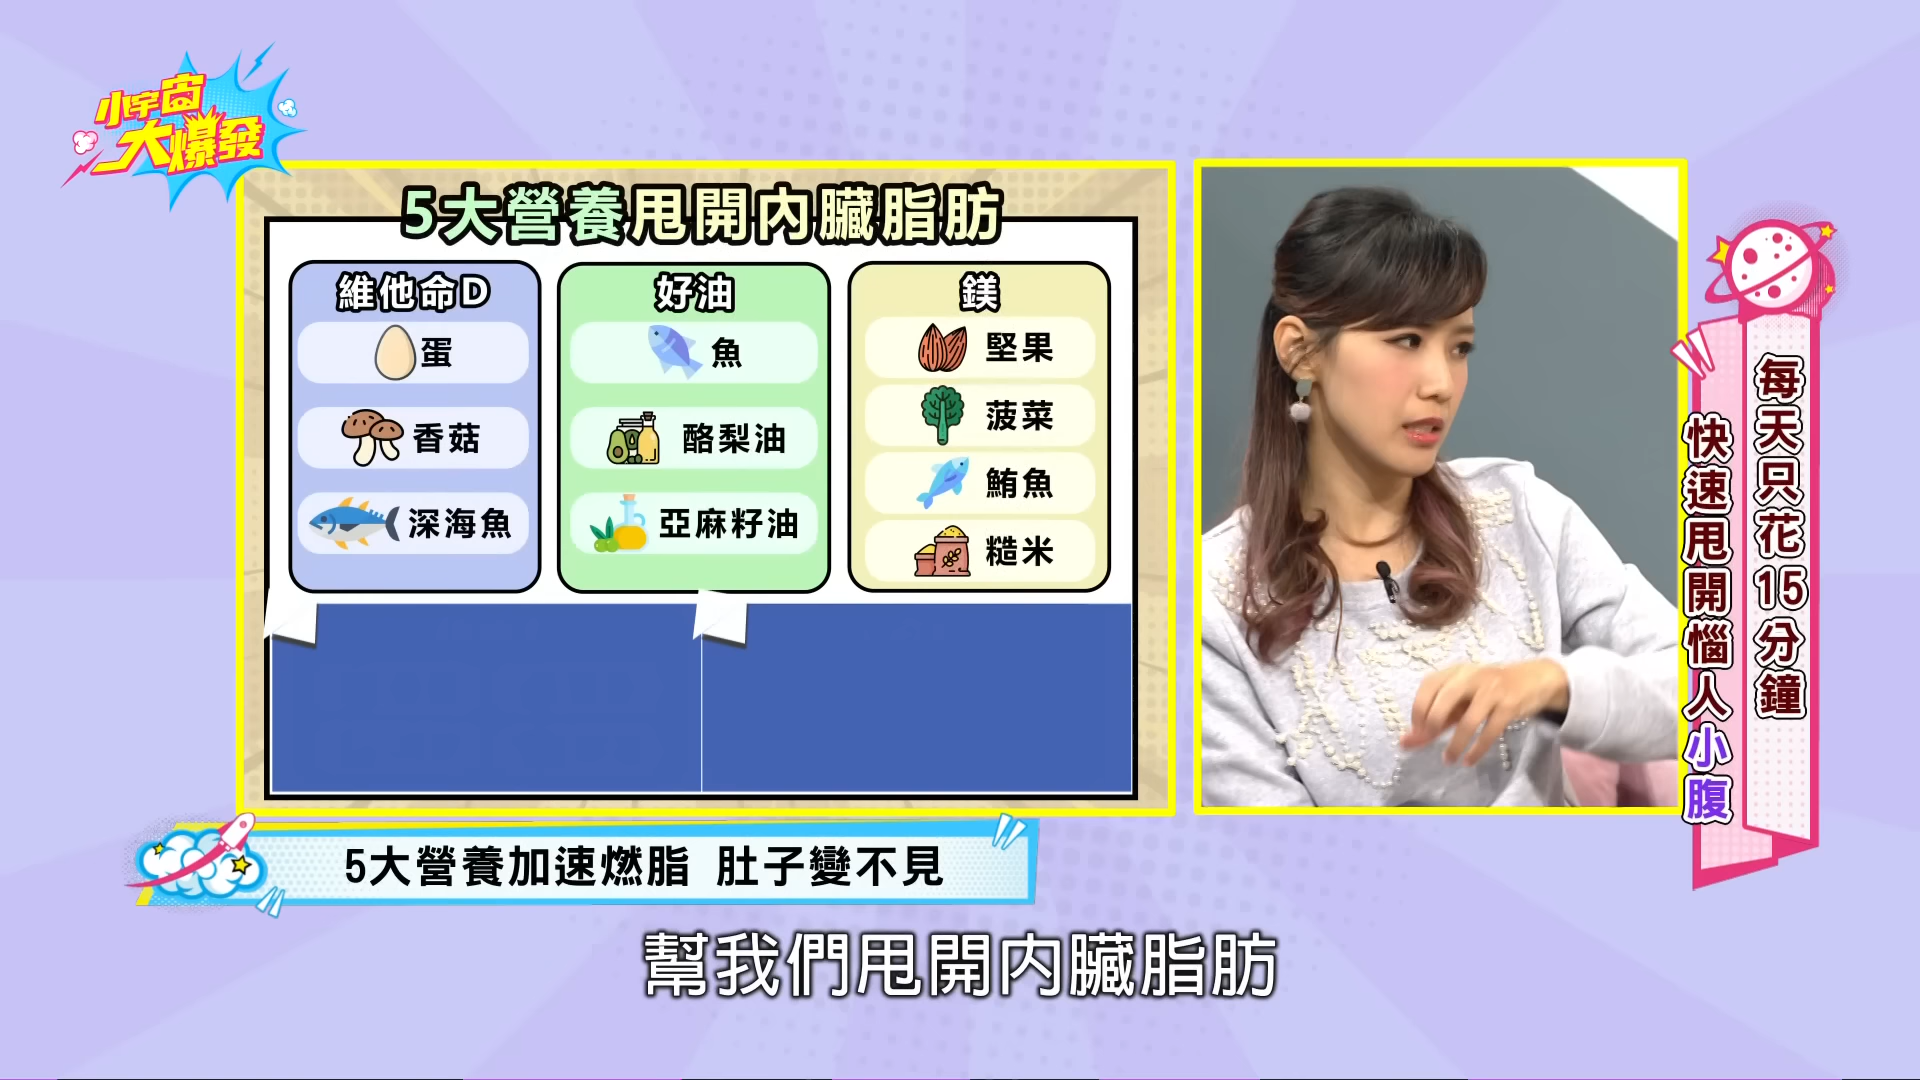 小宇宙
大爆發
5大營養甩開內臟脂肪
維他命D
蛋
香菇
深海魚
好油
魚
酪梨油
亞麻籽油
鎂
堅果
菠菜
鮪魚
糙米
每天只花15分鐘
快速甩開惱人小腹
5大營養加速燃脂 肚子變不見
幫我們甩開內臟脂肪